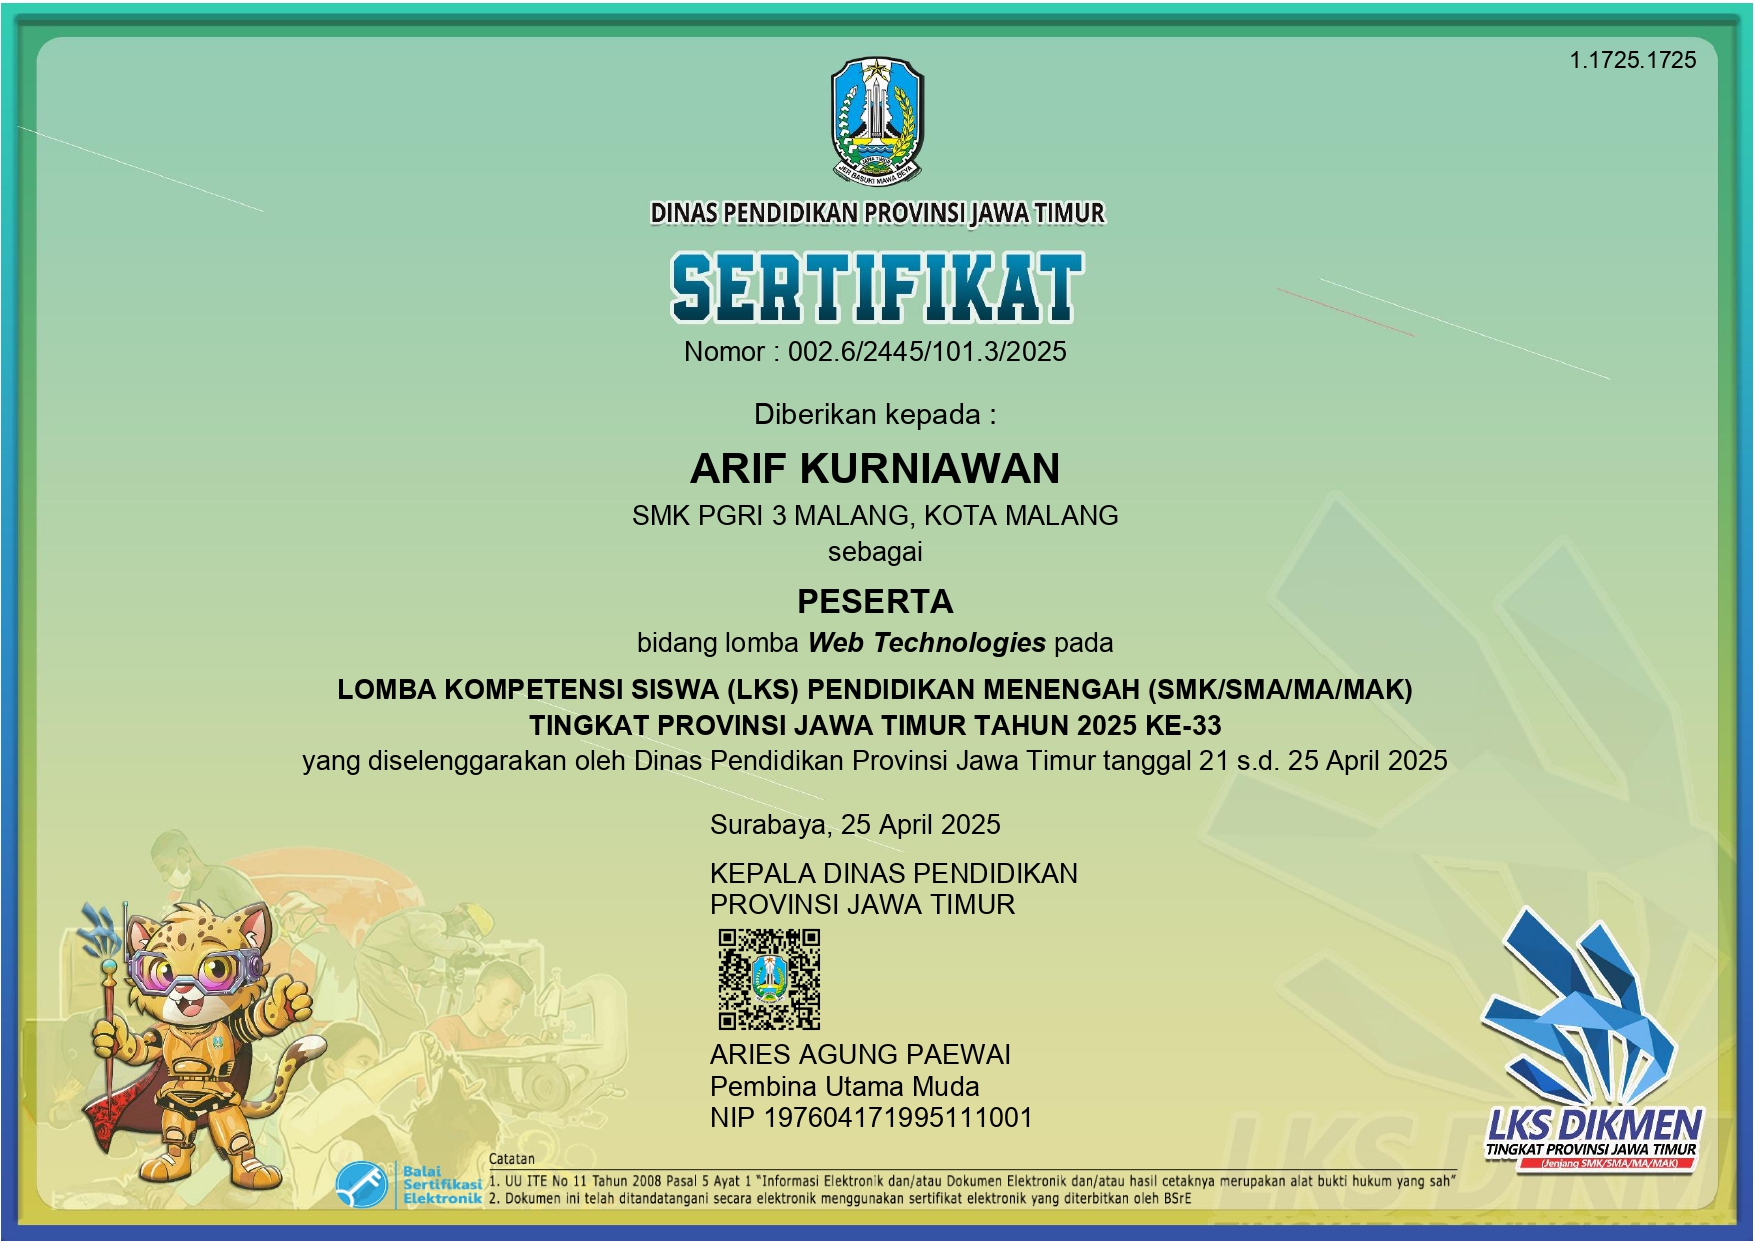 1.1725.1725
JAWA TIMUR
JER BASUKI MAWA BEYA
DINAS PENDIDIKAN PROVINSI JAWA TIMUR
SERTIFIKAT
Nomor : 002.6/2445/101.3/2025
Diberikan kepada :
ARIF KURNIAWAN
SMK PGRI 3 MALANG, KOTA MALANG
sebagai
PESERTA
bidang lomba Web Technologies pada
LOMBA KOMPETENSI SISWA (LKS) PENDIDIKAN MENENGAH (SMK/SMA/MA/MAK)
TINGKAT PROVINSI JAWA TIMUR TAHUN 2025 KE-33
yang diselenggarakan oleh Dinas Pendidikan Provinsi Jawa Timur tanggal 21 s.d. 25 April 2025
Surabaya, 25 April 2025
KEPALA DINAS PENDIDIKAN
PROVINSI JAWA TIMUR
ARIES AGUNG PAEWAI
Pembina Utama Muda
NIP 197604171995111001
LKS DIKMEN
TINGKAT PROVINSI JAWA TIMUR
(Jenjang SMK/SMA/MA/MAK)
Balai
Sertifikasi
Elektronik
Catatan
1. UU ITE No 11 Tahun 2008 Pasal 5 Ayat 1 "Informasi Elektronik dan/atau Dokumen Elektronik dan/atau hasil cetaknya merupakan alat bukti hukum yang sah"
2. Dokumen ini telah ditandatangani secara elektronik menggunakan sertifikat elektronik yang diterbitkan oleh BSrE